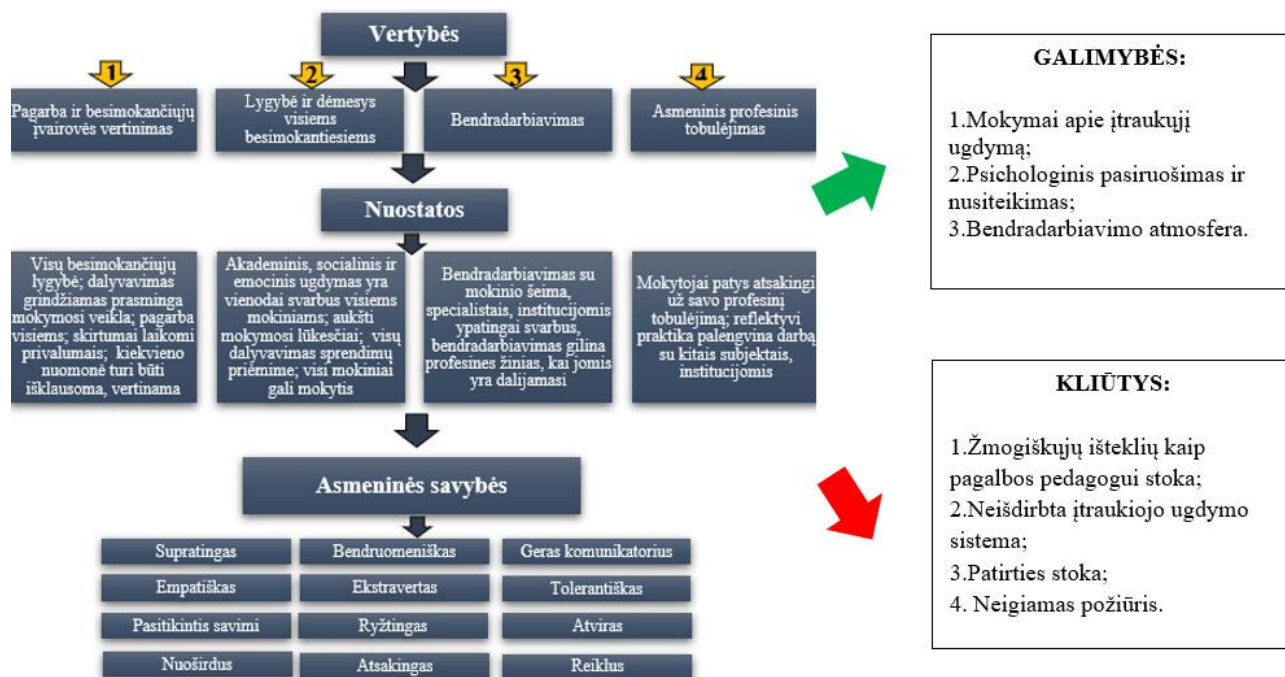 Vertybės
1
2
3
4
Pagarba ir besimokančiųjų
įvairovės vertinimas
Lygybė ir dėmesys
visiems
besimokantiesiems
Bendradarbiavimas
Asmeninis profesinis
tobulėjimas
Nuostatos
Visų besimokančiųjų
lygybė; dalyvavimas
grindžiamas prasminga
mokymosi veikla; pagarba
visiems; skirtumai laikomi
privalumais; kiekvieno
nuomonė turi būti
išklausoma, vertinama
Akademinis, socialinis ir
emocinis ugdymas yra
vienodai svarbus visiems
mokiniams; aukšti
mokymosi lūkesčiai; visų
dalyvavimas sprendimų
priėmime; visi mokiniai
gali mokytis
Bendradarbiavimas su
mokinio šeima,
specialistais, institucijomis
ypatingai svarbus,
bendradarbiavimas gilina
profesines žinias, kai jomis
yra dalijamasi
Mokytojai patys atsakingi
už savo profesinį
tobulėjimą; reflektyvi
praktika palengvina darbą
su kitais subjektais,
institucijomis
Asmeninės savybės
Supratingas
Bendruomeniškas
Geras komunikatorius
Empatiškas
Ekstravertas
Tolerantiškas
Pasitikintis savimi
Ryžtingas
Atviras
Nuoširdus
Atsakingas
Reiklus
GALIMYBĖS:
1.Mokymai apie įtraukųjį
ugdymą;
2.Psichologinis pasiruošimas ir
nusiteikimas;
3.Bendradarbiavimo atmosfera.
KLIŪTYS:
1.Žmogiškųjų išteklių kaip
pagalbos pedagogui stoka;
2.Neišdirbta įtraukiojo ugdymo
sistema;
3.Patirties stoka;
4. Neigiamas požiūris.